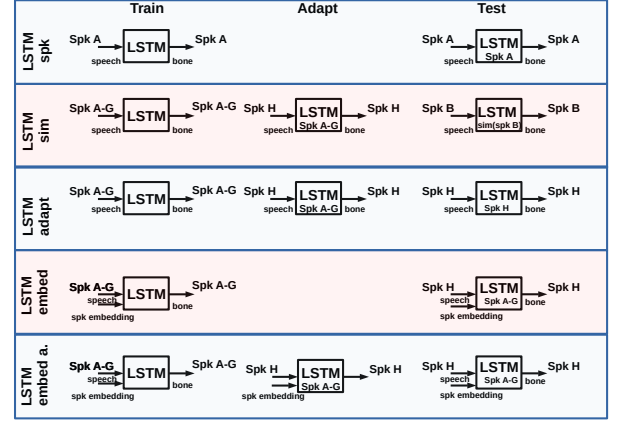 Train Adapt Test
LSTM spk
Spk A LSTM Spk A
speech bone
Spk A LSTM Spk A
speech Spk A bone
LSTM sim
Spk A-G LSTM Spk A-G
speech bone
Spk H LSTM Spk H
speech Spk A-G bone
Spk B LSTM Spk B
speech sim(spk B) bone
LSTM adapt
Spk A-G LSTM Spk A-G
speech bone
Spk H LSTM Spk H
speech Spk A-G bone
Spk H LSTM Spk H
speech Spk H bone
LSTM embed
Spk A-G LSTM Spk A-G
speech bone
spk embedding
Spk H LSTM Spk H
speech Spk A-G bone
spk embedding
LSTM embed a.
Spk A-G LSTM Spk A-G
speech bone
spk embedding
Spk H LSTM Spk H
Spk A-G
spk embedding
Spk H LSTM Spk H
speech Spk A-G bone
spk embedding